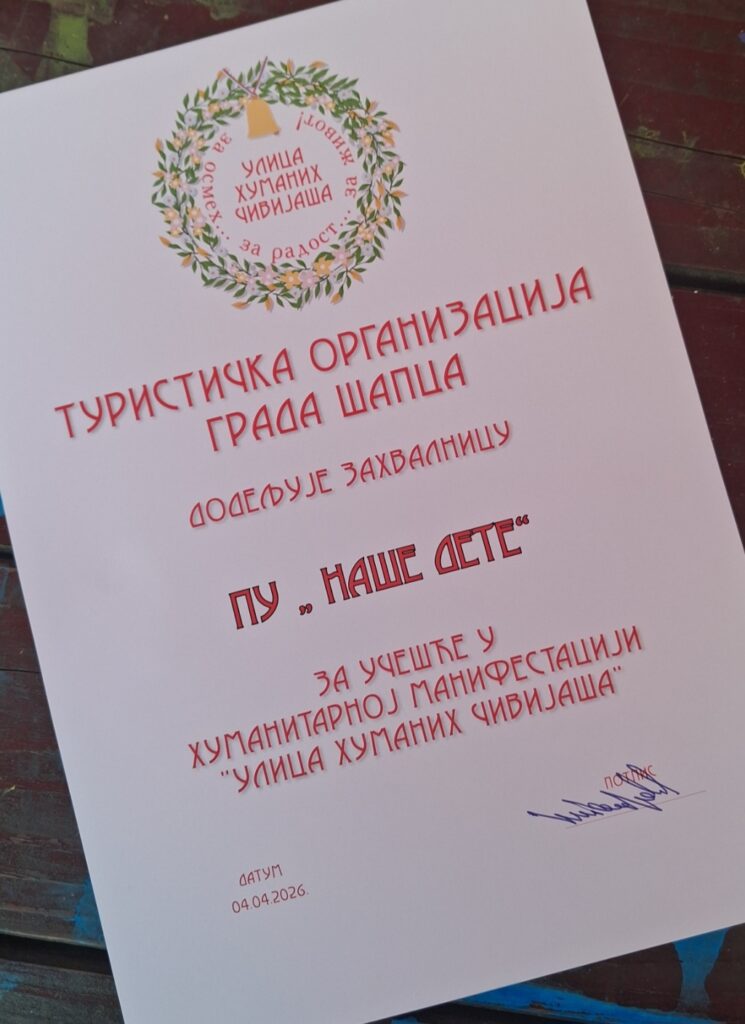 УЛИЦА
ХУМАНИХ
ЧИВИЈАША
за осмех... за радост... за живот!
ТУРИСТИЧКА ОРГАНИЗАЦИЈА
ГРАДА ШАПЦА
ДОДЕЉУЈЕ ЗАХВАЛНИЦУ
ПУ „ НАШЕ ДЕТЕ“
ЗА УЧЕШЋЕ У
ХУМАНИТАРНОЈ МАНИФЕСТАЦИЈИ
"УЛИЦА ХУМАНИХ ЧИВИЈАША"
ПОТПИС
ДАТУМ
04.04.2026.